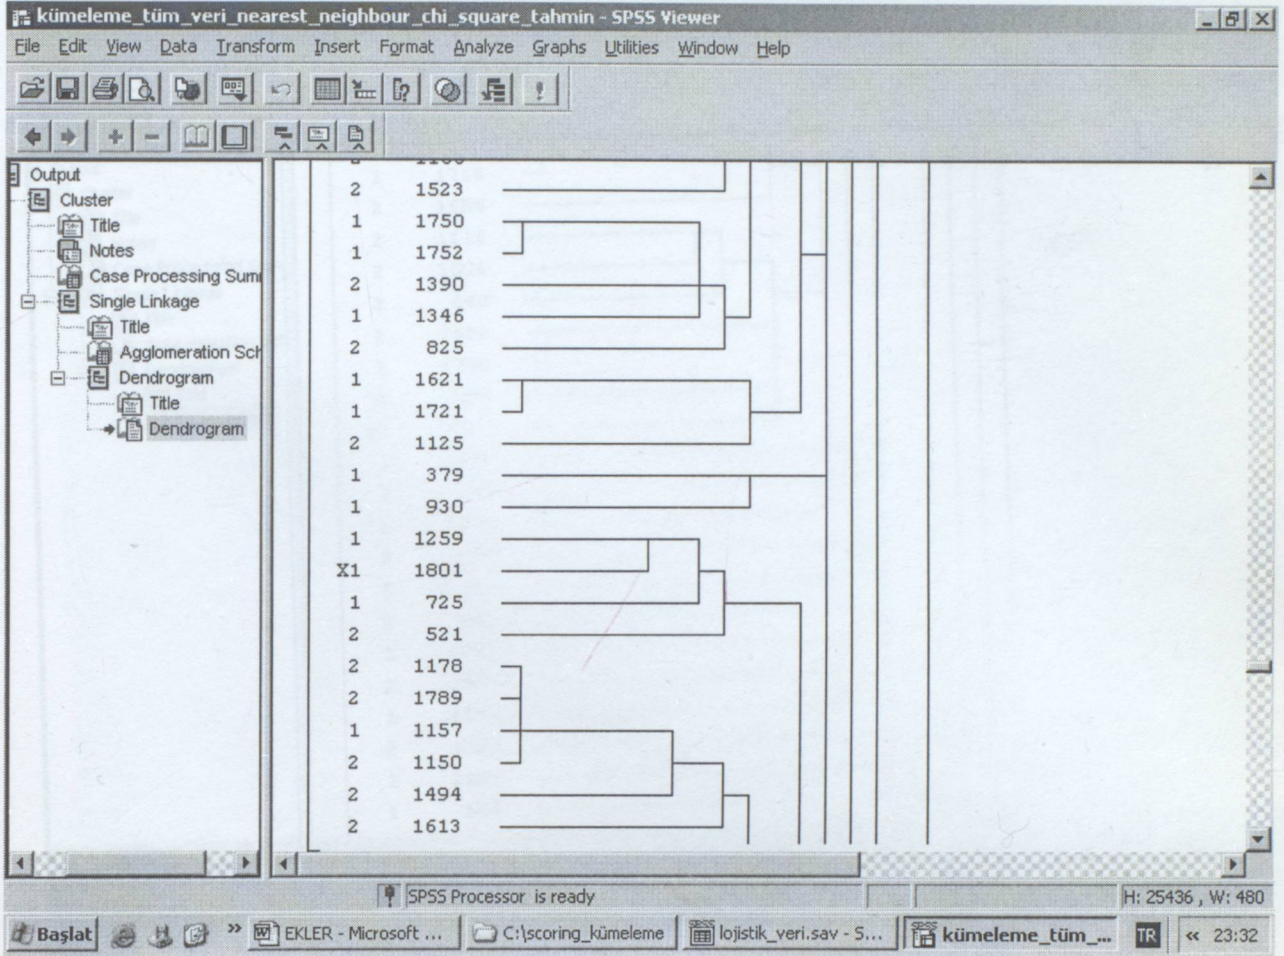 kümeleme_tüm_veri_nearest_neighbour_chi_square_tahmin - SPSS Viewer
File Edit View Data Transform Insert Format Analyze Graphs Utilities Window Help
Output
Cluster
Title
Notes
Case Processing Sum
Single Linkage
Title
Agglomeration Sch
Dendrogram
Title
Dendrogram
2 1523
1 1750
1 1752
2 1390
1 1346
2 825
1 1621
1 1721
2 1125
1 379
1 930
1 1259
X1 1801
1 725
2 521
2 1178
2 1789
1 1157
2 1150
2 1494
2 1613
SPSS Processor is ready
H: 25436 , W: 480
Başlat
»
EKLER - Microsoft ...
C:\scoring_kümeleme
lojistik_veri.sav - S...
kümeleme_tüm_...
TR
« 23:32